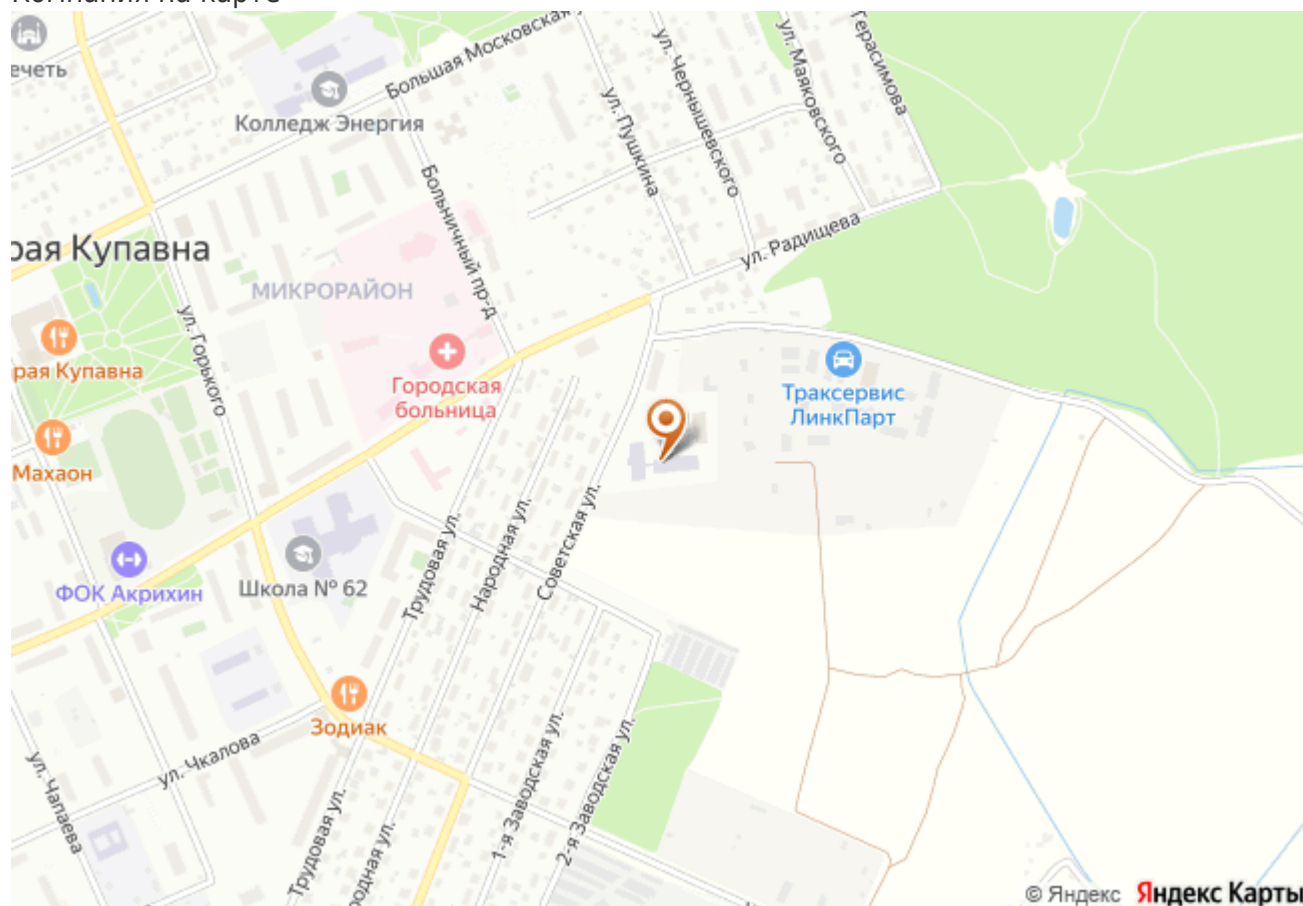 Компания на карте
ечеть
Большая Московская
Колледж Энергия
ул. Пушкина
ул. Чернышевского
ул. Маяковского
Герасимова
Больничный пр-д
ул. Радищева
рая Купавна
МИКРОРАЙОН
ул. Горького
рая Купавна
Городская
больница
Траксервис
ЛинкПарт
Махаон
ФОК Акрихин
Школа № 62
Трудовая ул.
Народная ул.
Советская ул.
Зодиак
ул. Чкалова
ул. Чапаева
Трудовая ул.
родная ул.
1-я Заводская ул.
2-я Заводская ул.
© Яндекс Яндекс Карты